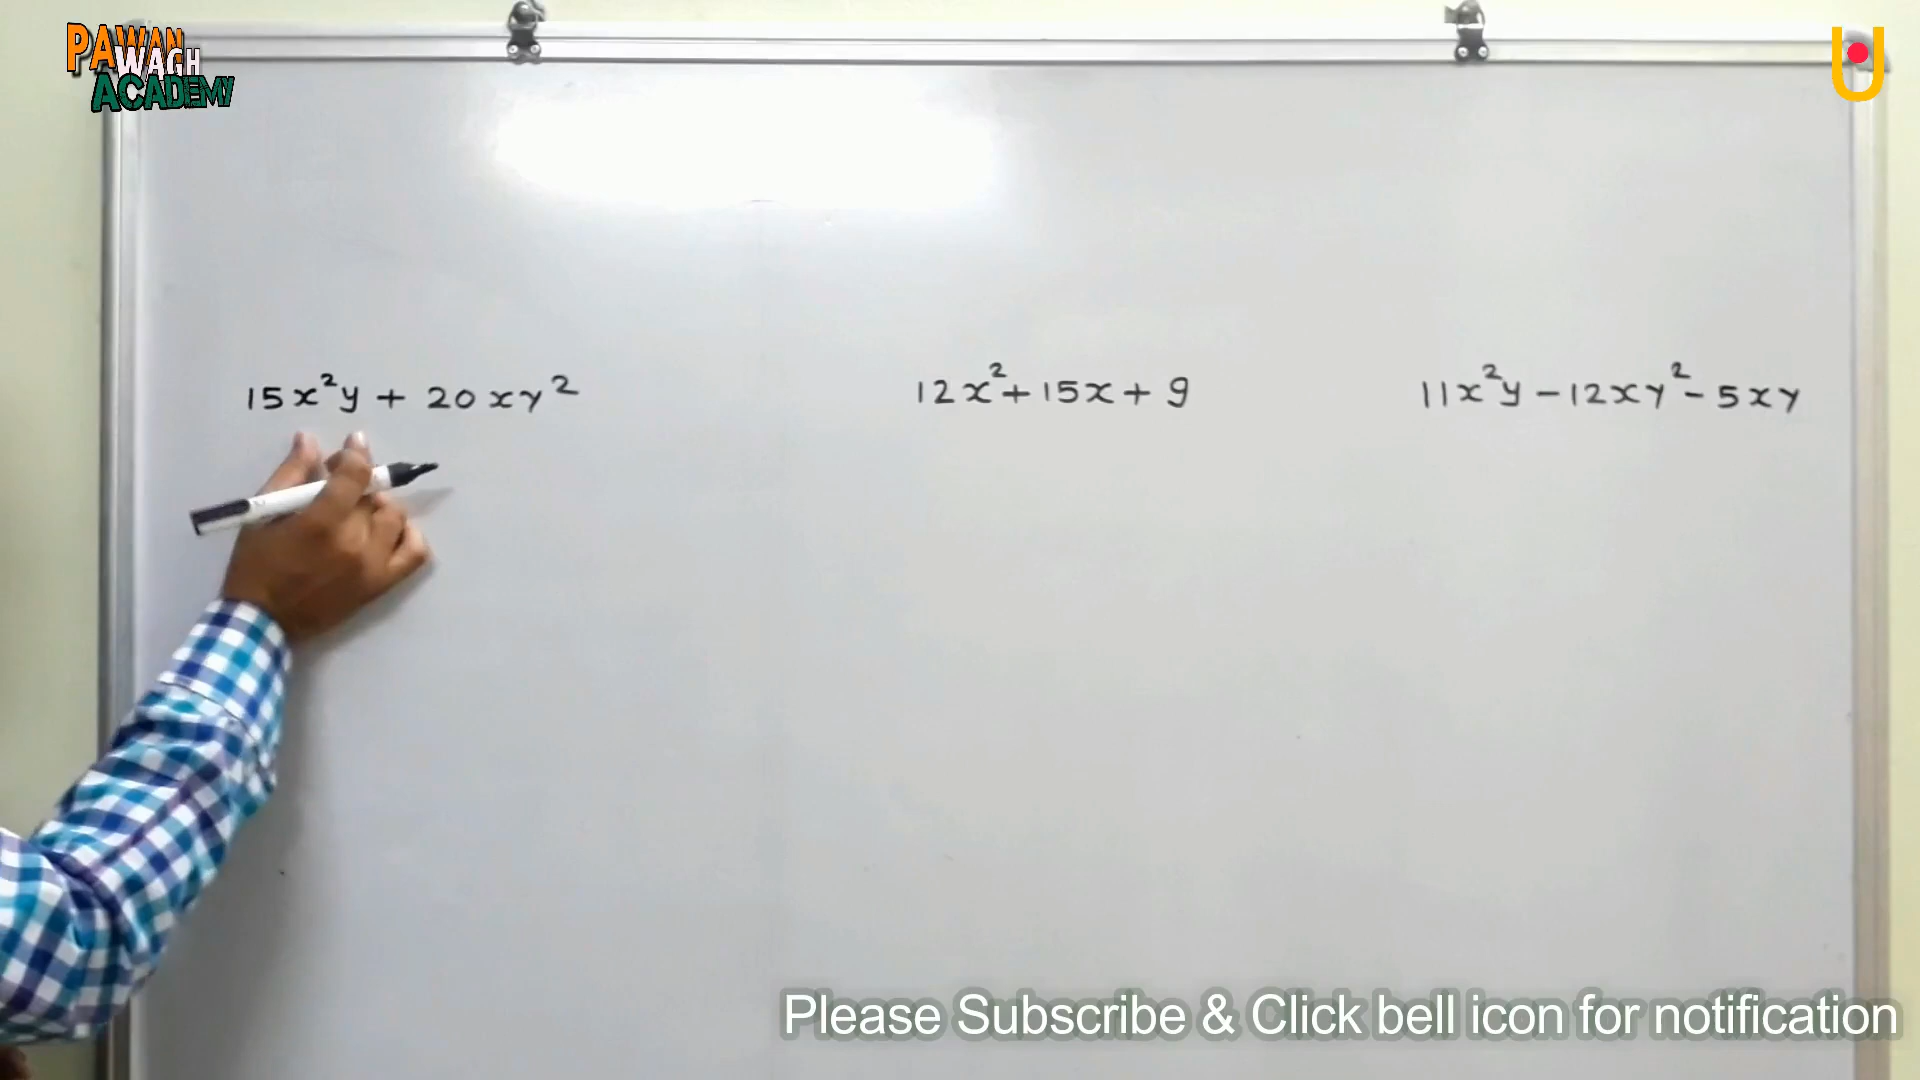 PAWAN
WAGH
ACADEMY
U
15x²y + 20xy²
12x² + 15x + 9
11x²y - 12xy² - 5xy
Please Subscribe & Click bell icon for notification